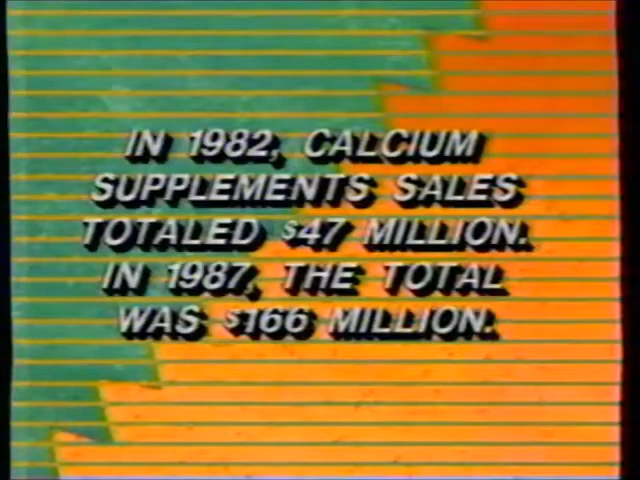 IN 1982, CALCIUM
SUPPLEMENTS SALES
TOTALED $47 MILLION.
IN 1987, THE TOTAL
WAS $166 MILLION.